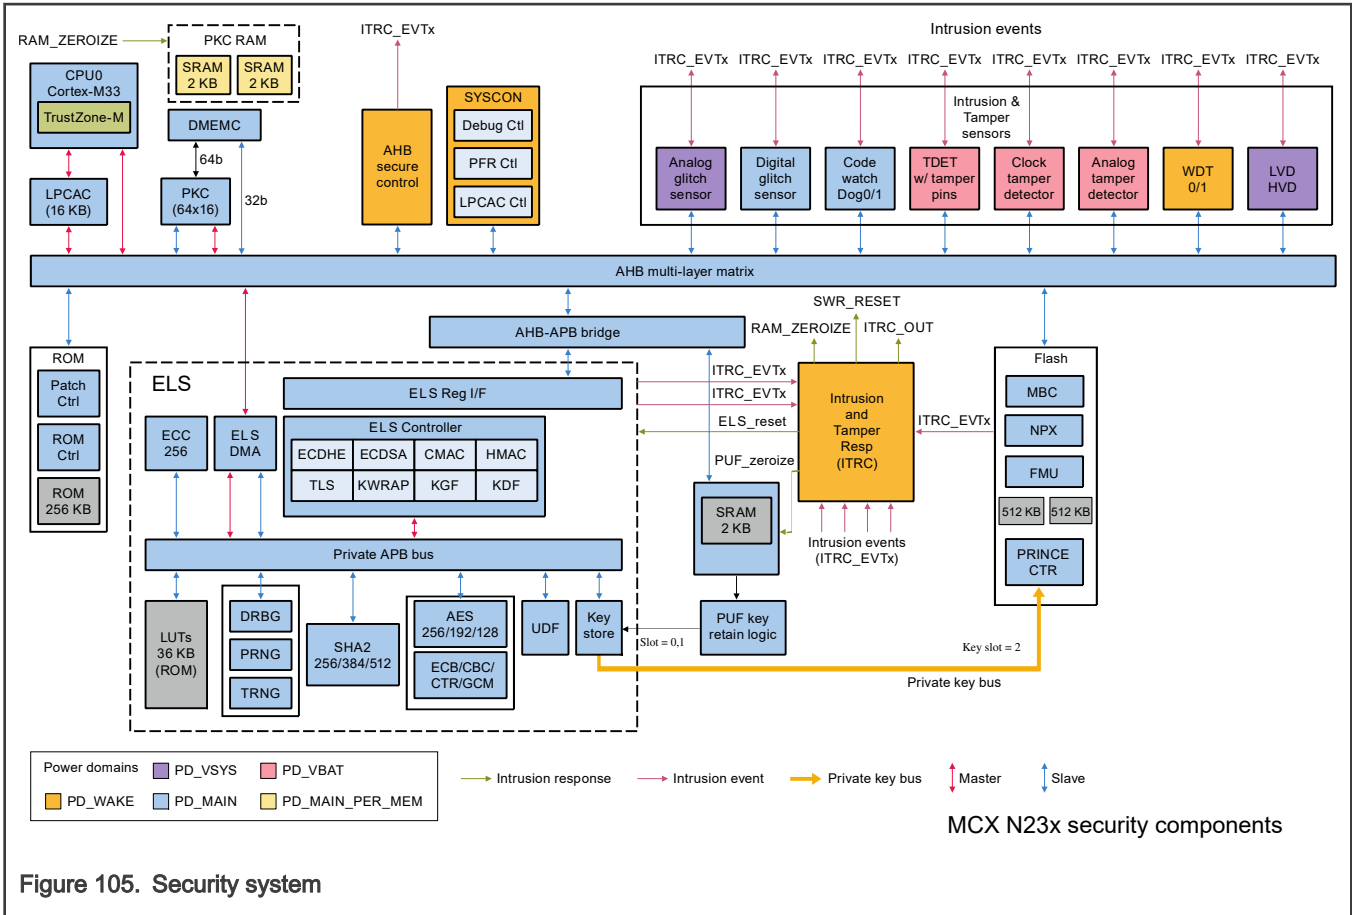 RAM_ZEROIZE
PKC RAM
SRAM
2 KB
SRAM
2 KB
CPU0
Cortex-M33
TrustZone-M
DMEMC
64b
LPCAC
(16 KB)
PKC
(64x16)
32b
ITRC_EVTx
AHB
secure
control
SYSCON
Debug Ctl
PFR Ctl
LPCAC Ctl
Intrusion events
ITRC_EVTx
ITRC_EVTx
ITRC_EVTx
ITRC_EVTx
ITRC_EVTx
ITRC_EVTx
ITRC_EVTx
ITRC_EVTx
Intrusion &
Tamper
sensors
Analog
glitch
sensor
Digital
glitch
sensor
Code
watch
Dog0/1
TDET
w/ tamper
pins
Clock
tamper
detector
Analog
tamper
detector
WDT
0/1
LVD
HVD
AHB multi-layer matrix
ROM
Patch
Ctrl
ROM
Ctrl
ROM
256 KB
AHB-APB bridge
SWR_RESET
RAM_ZEROIZE
ITRC_OUT
ELS
ELS Reg I/F
ECC
256
ELS
DMA
ELS Controller
ECDHE
ECDSA
CMAC
HMAC
TLS
KWRAP
KGF
KDF
ITRC_EVTx
ITRC_EVTx
ELS_reset
PUF_zeroize
Intrusion
and
Tamper
Resp
(ITRC)
ITRC_EVTx
Intrusion events
(ITRC_EVTx)
SRAM
2 KB
Flash
MBC
NPX
FMU
512 KB
512 KB
PRINCE
CTR
Private APB bus
LUTs
36 KB
(ROM)
DRBG
PRNG
TRNG
SHA2
256/384/512
AES
256/192/128
ECB/CBC/
CTR/GCM
UDF
Key
store
Slot = 0,1
PUF key
retain logic
Key slot = 2
Private key bus
Power domains
PD_VSYS
PD_VBAT
PD_WAKE
PD_MAIN
PD_MAIN_PER_MEM
Intrusion response
Intrusion event
Private key bus
Master
Slave
MCX N23x security components
Figure 105. Security system